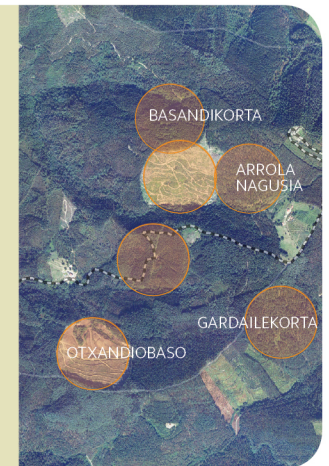 BASANDIKORTA
ARROLA
NAGUSIA
GARDAILEKORTA
OTXANDIOBASO